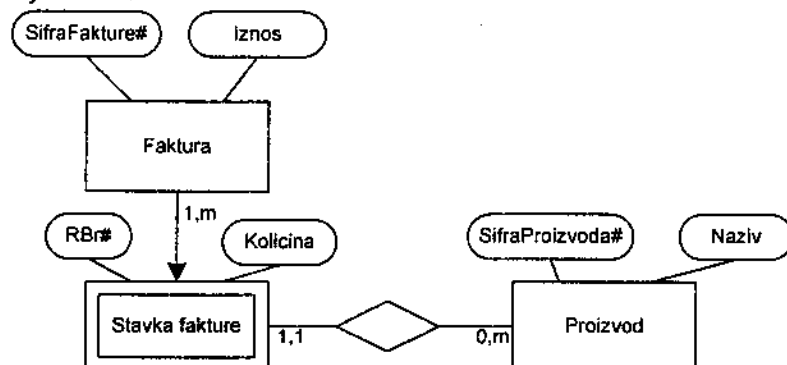 SifraFakture#
Iznos
Faktura
1,m
RBr#
Kolicina
SifraProizvoda#
Naziv
Stavka fakture
1,1
0,m
Proizvod